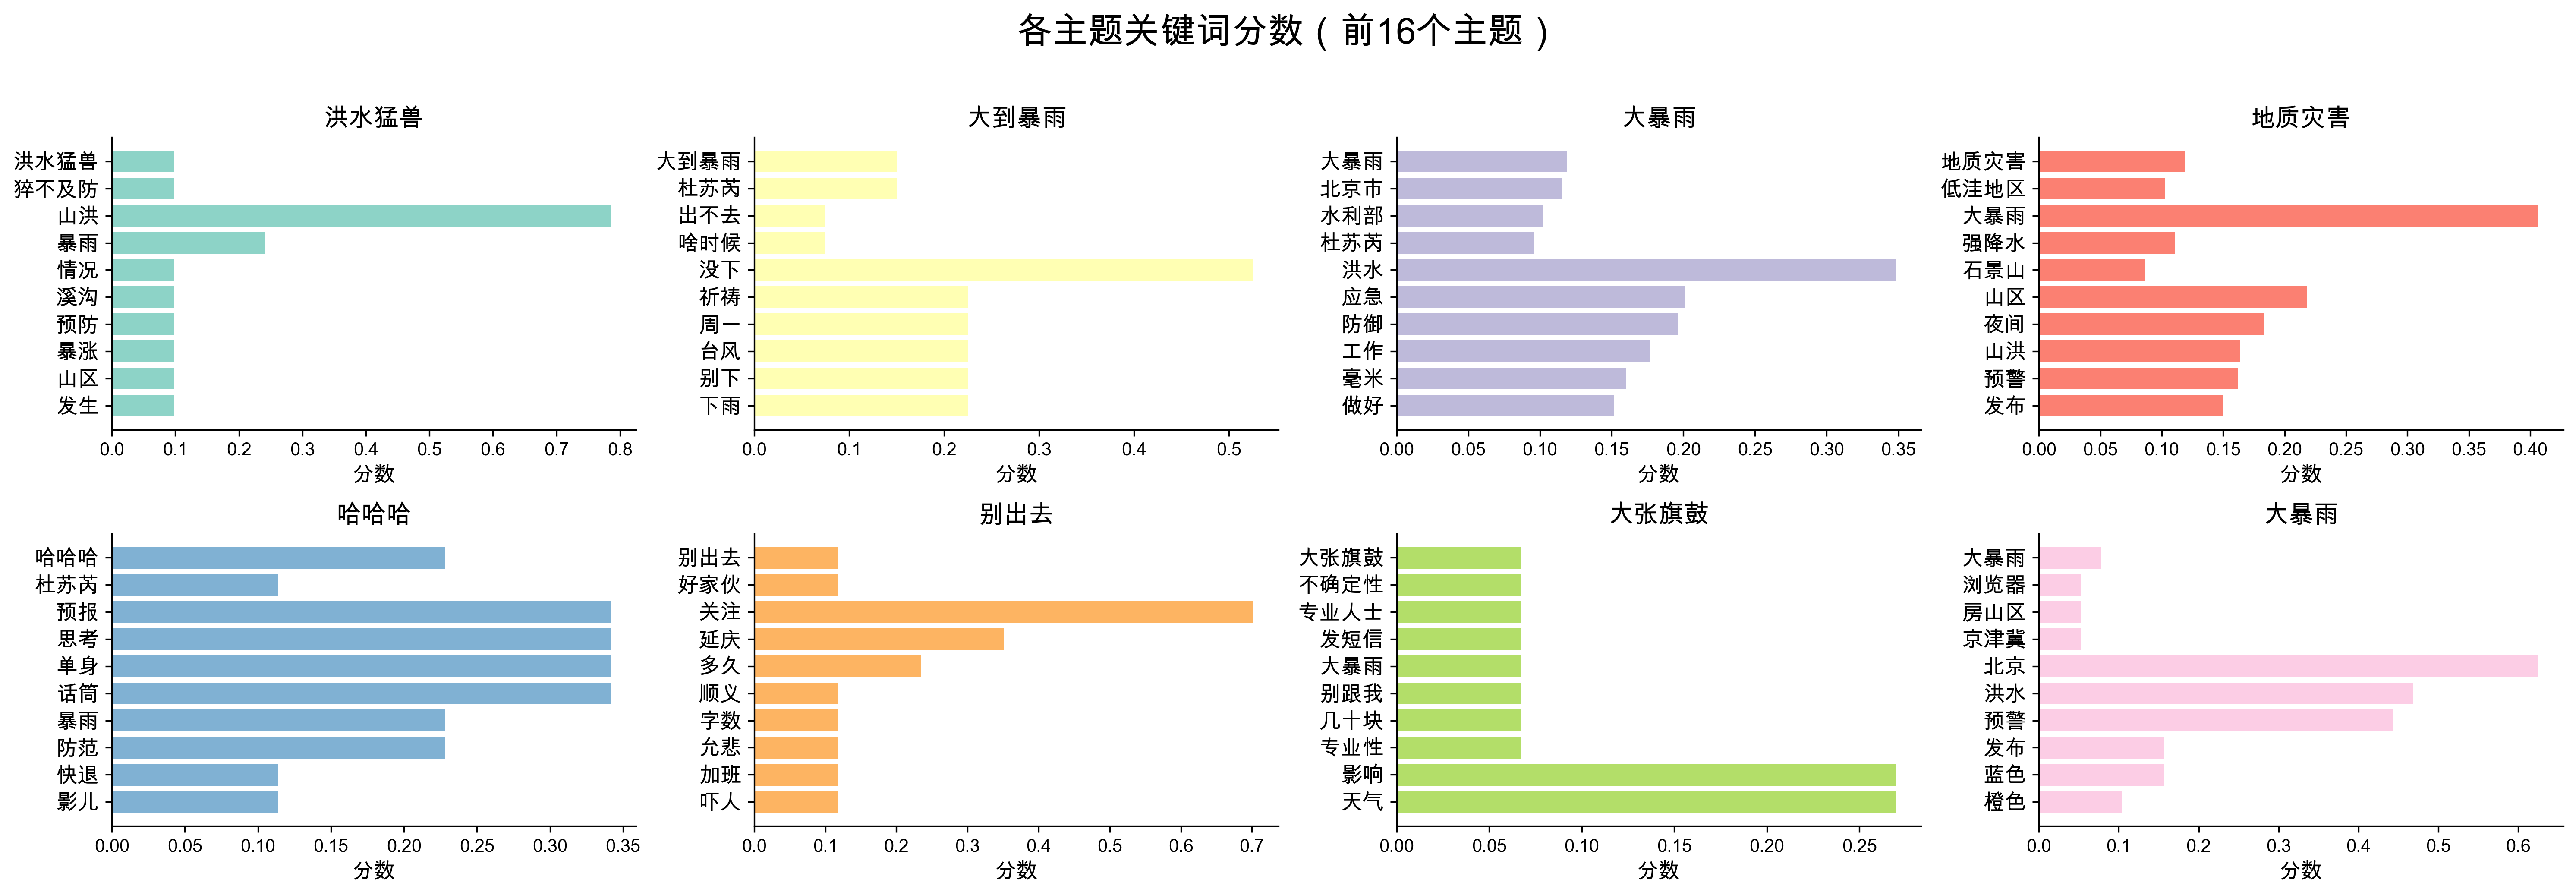 各主题关键词分数（前16个主题）
洪水猛兽
洪水猛兽
猝不及防
山洪
暴雨
情况
溪沟
预防
暴涨
山区
发生
0.0 0.1 0.2 0.3 0.4 0.5 0.6 0.7 0.8
分数
大到暴雨
大到暴雨
杜苏芮
出不去
啥时候
没下
祈祷
周一
台风
别下
下雨
0.0 0.1 0.2 0.3 0.4 0.5
分数
大暴雨
大暴雨
北京市
水利部
杜苏芮
洪水
应急
防御
工作
毫米
做好
0.00 0.05 0.10 0.15 0.20 0.25 0.30 0.35
分数
地质灾害
地质灾害
低洼地区
大暴雨
强降水
石景山
山区
夜间
山洪
预警
发布
0.00 0.05 0.10 0.15 0.20 0.25 0.30 0.35 0.40
分数
哈哈哈
哈哈哈
杜苏芮
预报
思考
单身
话筒
暴雨
防范
快退
影儿
0.00 0.05 0.10 0.15 0.20 0.25 0.30 0.35
分数
别出去
别出去
好家伙
关注
延庆
多久
顺义
字数
允悲
加班
吓人
0.0 0.1 0.2 0.3 0.4 0.5 0.6 0.7
分数
大张旗鼓
大张旗鼓
不确定性
专业人士
发短信
大暴雨
别跟我
几十块
专业性
影响
天气
0.00 0.05 0.10 0.15 0.20 0.25
分数
大暴雨
大暴雨
浏览器
房山区
京津冀
北京
洪水
预警
发布
蓝色
橙色
0.0 0.1 0.2 0.3 0.4 0.5 0.6
分数